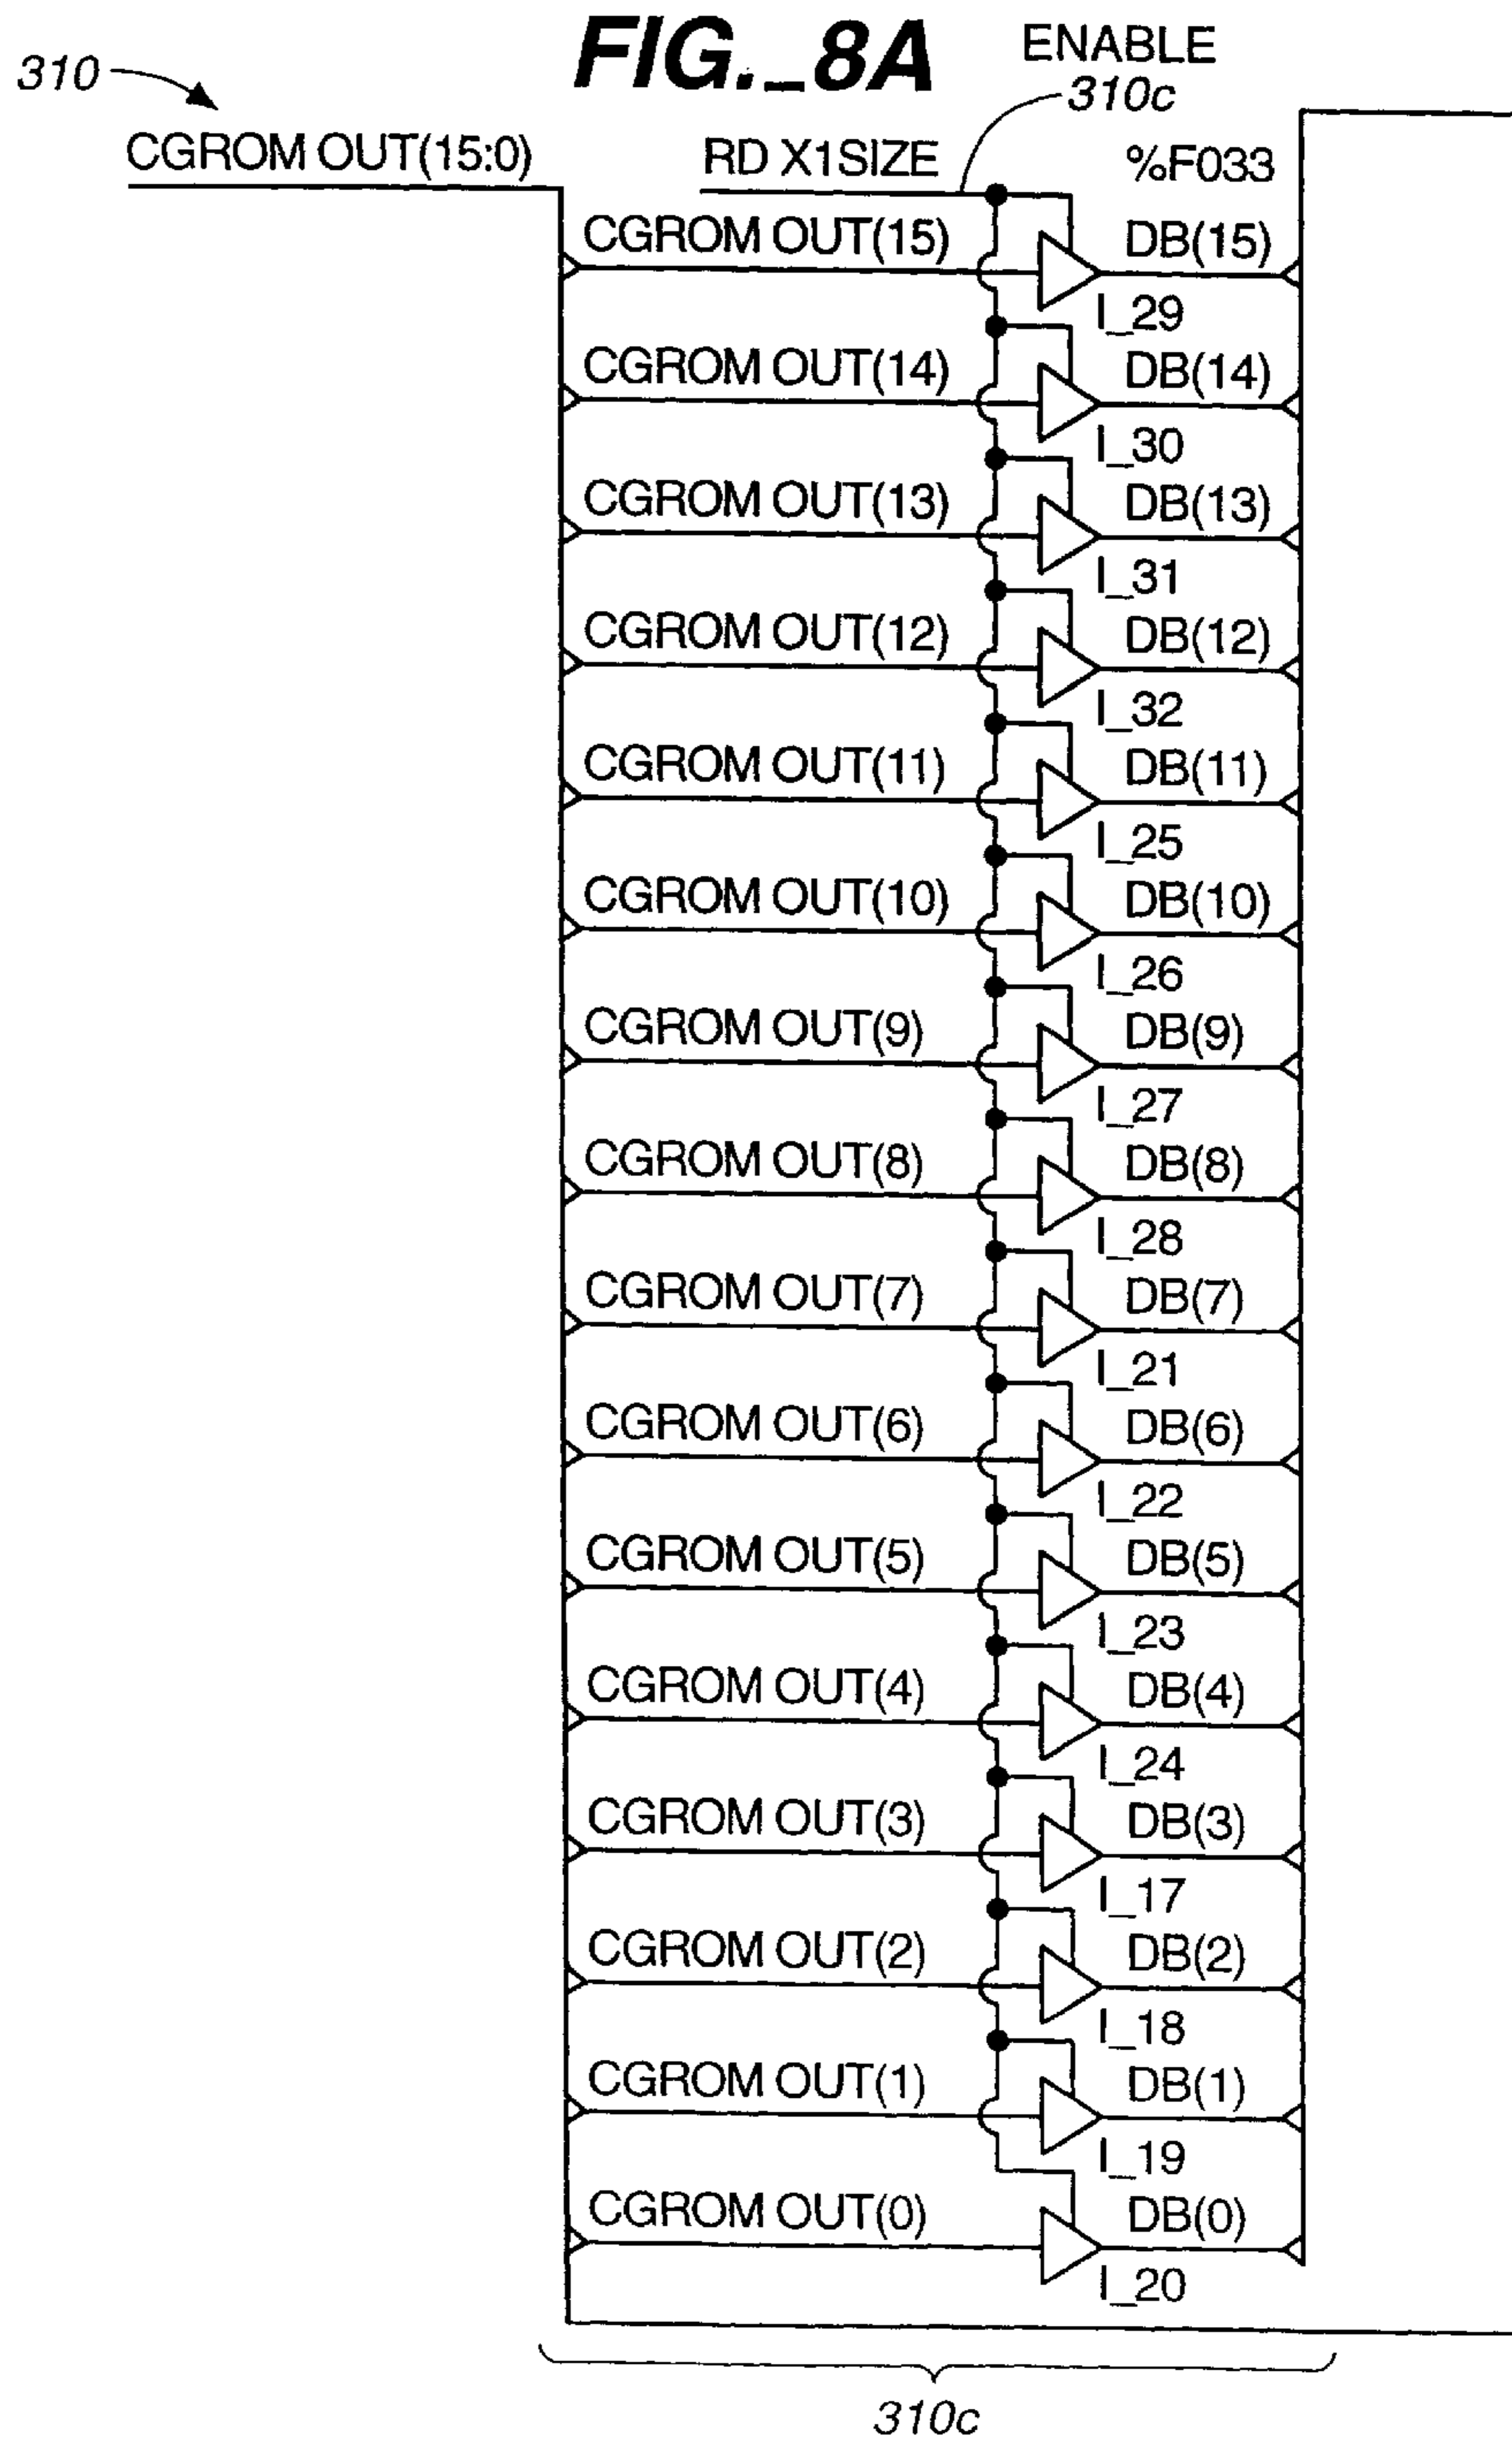 FIG._8A
ENABLE
310
310c
CGROM OUT(15:0)
RD X1SIZE
%F033
CGROM OUT(15)
DB(15)
I_29
CGROM OUT(14)
DB(14)
I_30
CGROM OUT(13)
DB(13)
I_31
CGROM OUT(12)
DB(12)
I_32
CGROM OUT(11)
DB(11)
I_25
CGROM OUT(10)
DB(10)
I_26
CGROM OUT(9)
DB(9)
I_27
CGROM OUT(8)
DB(8)
I_28
CGROM OUT(7)
DB(7)
I_21
CGROM OUT(6)
DB(6)
I_22
CGROM OUT(5)
DB(5)
I_23
CGROM OUT(4)
DB(4)
I_24
CGROM OUT(3)
DB(3)
I_17
CGROM OUT(2)
DB(2)
I_18
CGROM OUT(1)
DB(1)
I_19
CGROM OUT(0)
DB(0)
I_20
310c